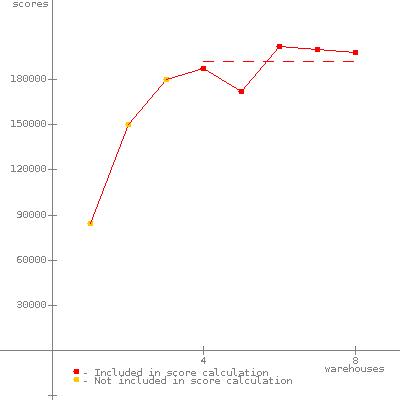 scores
180000
150000
120000
90000
60000
30000
4
8
warehouses
- Included in score calculation
- Not included in score calculation